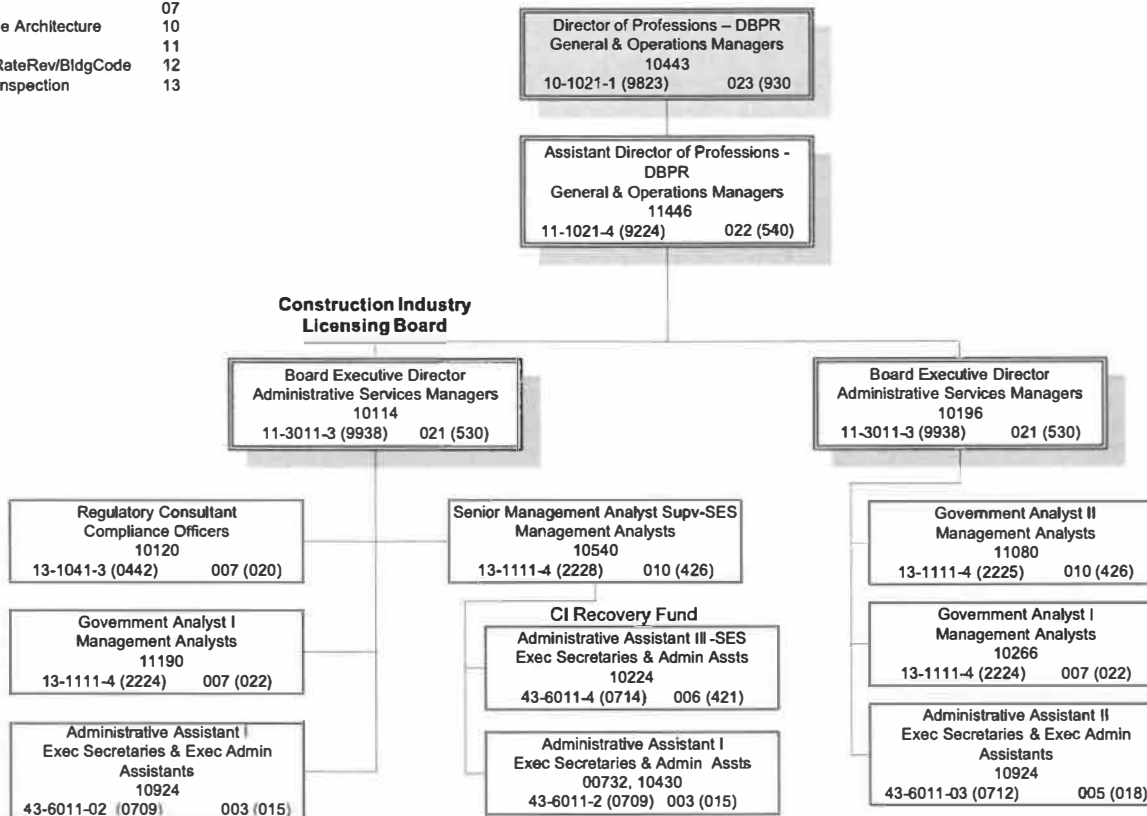 07
e Architecture 10
11
RateRev/BldgCode 12
nspection 13
Director of Professions – DBPR
General & Operations Managers
10443
10-1021-1 (9823) 023 (930
Assistant Director of Professions -
DBPR
General & Operations Managers
11446
11-1021-4 (9224) 022 (540)
Construction Industry
Licensing Board
Board Executive Director
Administrative Services Managers
10114
11-3011-3 (9938) 021 (530)
Board Executive Director
Administrative Services Managers
10196
11-3011-3 (9938) 021 (530)
Regulatory Consultant
Compliance Officers
10120
13-1041-3 (0442) 007 (020)
Senior Management Analyst Supv-SES
Management Analysts
10540
13-1111-4 (2228) 010 (426)
Government Analyst II
Management Analysts
11080
13-1111-4 (2225) 010 (426)
Government Analyst I
Management Analysts
11190
13-1111-4 (2224) 007 (022)
CI Recovery Fund
Administrative Assistant III -SES
Exec Secretaries & Admin Assts
10224
43-6011-4 (0714) 006 (421)
Government Analyst I
Management Analysts
10266
13-1111-4 (2224) 007 (022)
Administrative Assistant I
Exec Secretaries & Exec Admin
Assistants
10924
43-6011-02 (0709) 003 (015)
Administrative Assistant I
Exec Secretaries & Admin Assts
00732, 10430
43-6011-2 (0709) 003 (015)
Administrative Assistant II
Exec Secretaries & Exec Admin
Assistants
10924
43-6011-03 (0712) 005 (018)